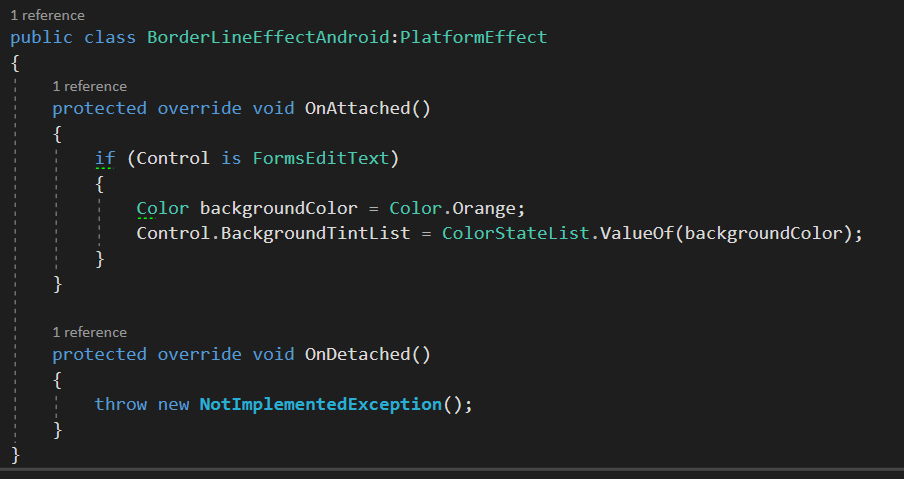 1 reference
public class BorderLineEffectAndroid:PlatformEffect
{
1 reference
protected override void OnAttached()
{
if (Control is FormsEditText)
{
Color backgroundColor = Color.Orange;
Control.BackgroundTintList = ColorStateList.ValueOf(backgroundColor);
}
}
1 reference
protected override void OnDetached()
{
throw new NotImplementedException();
}
}